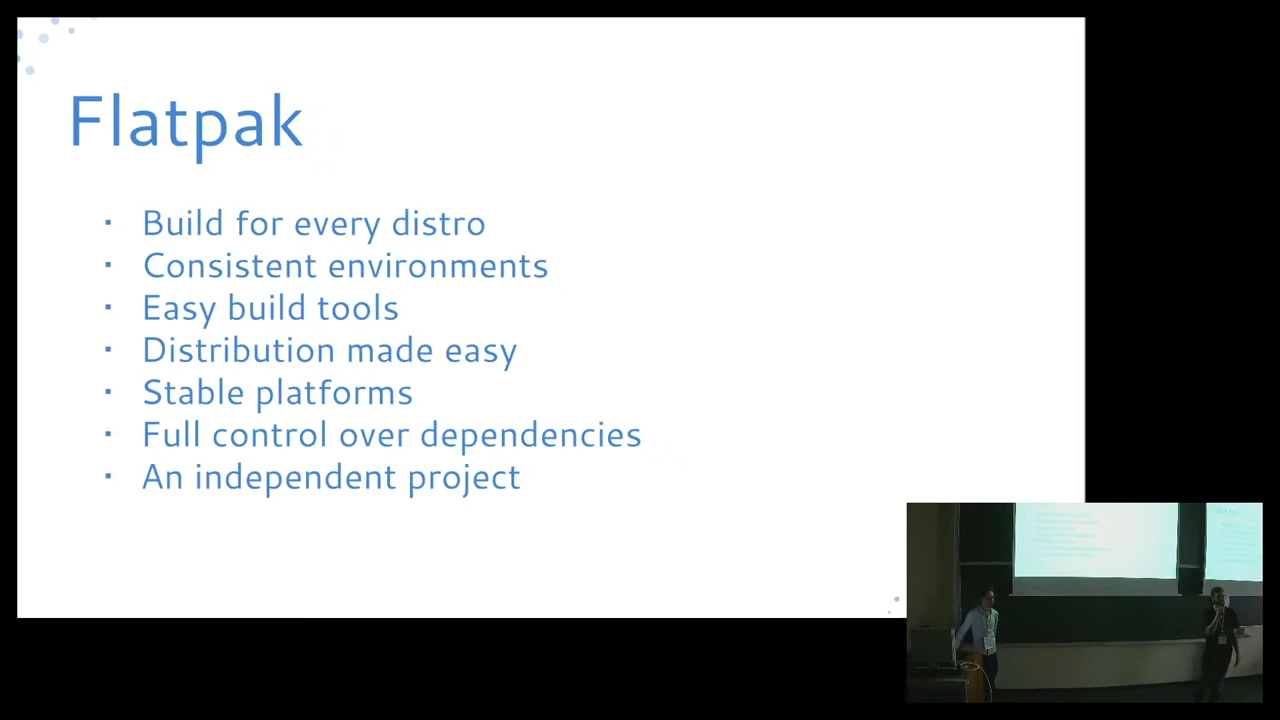 Flatpak
· Build for every distro
· Consistent environments
· Easy build tools
· Distribution made easy
· Stable platforms
· Full control over dependencies
· An independent project